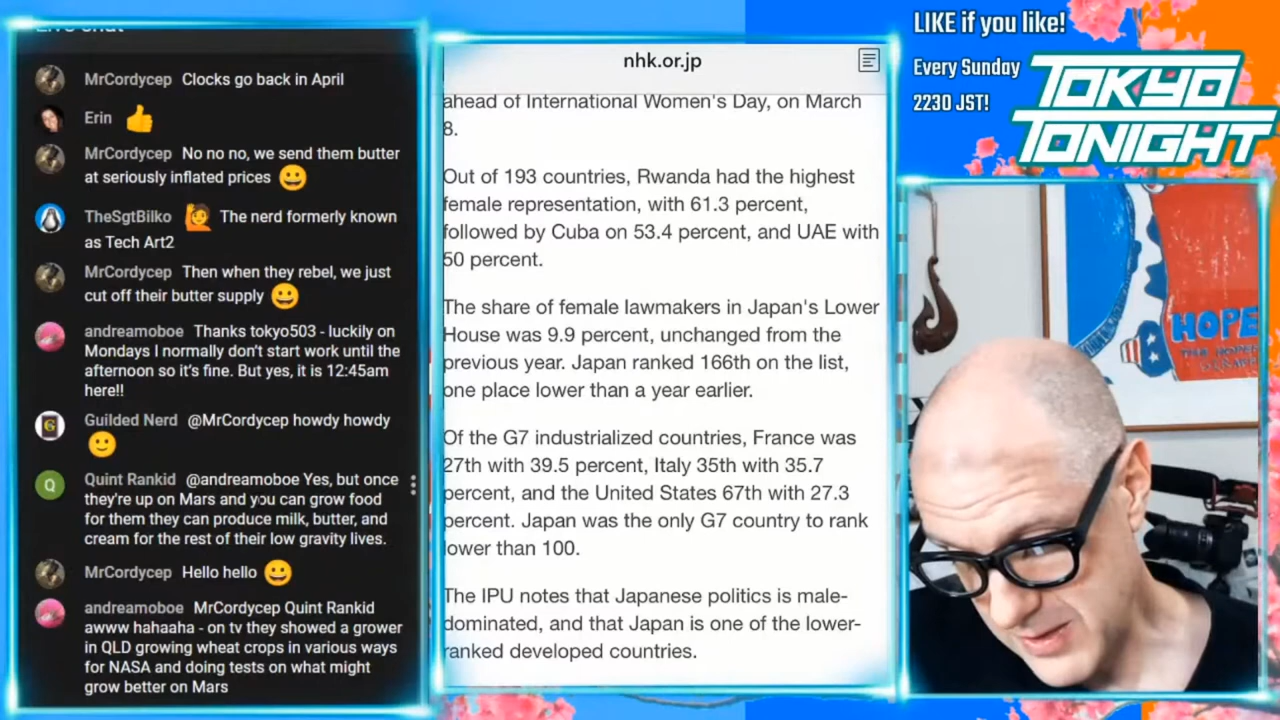 Live chat
MrCordycep Clocks go back in April
Erin 👍
MrCordycep No no no, we send them butter
at seriously inflated prices 😀
TheSgtBilko 🙋 The nerd formerly known
as Tech Art2
MrCordycep Then when they rebel, we just
cut off their butter supply 😀
andreamoboe Thanks tokyo503 - luckily on
Mondays I normally don't start work until the
afternoon so it's fine. But yes, it is 12:45am
here!!
Guilded Nerd @MrCordycep howdy howdy
🙂
Q
Quint Rankid @andreamoboe Yes, but once
they're up on Mars and you can grow food
for them they can produce milk, butter, and
cream for the rest of their low gravity lives.
MrCordycep Hello hello 😀
andreamoboe MrCordycep Quint Rankid
awww hahaaha - on tv they showed a grower
in QLD growing wheat crops in various ways
for NASA and doing tests on what might
grow better on Mars
nhk.or.jp
ahead of International Women's Day, on March
8.
Out of 193 countries, Rwanda had the highest
female representation, with 61.3 percent,
followed by Cuba on 53.4 percent, and UAE with
50 percent.
The share of female lawmakers in Japan's Lower
House was 9.9 percent, unchanged from the
previous year. Japan ranked 166th on the list,
one place lower than a year earlier.
Of the G7 industrialized countries, France was
27th with 39.5 percent, Italy 35th with 35.7
percent, and the United States 67th with 27.3
percent. Japan was the only G7 country to rank
lower than 100.
The IPU notes that Japanese politics is male-
dominated, and that Japan is one of the lower-
ranked developed countries.
LIKE if you like!
Every Sunday
2230 JST!
TOKYO
TONIGHT
HOPE